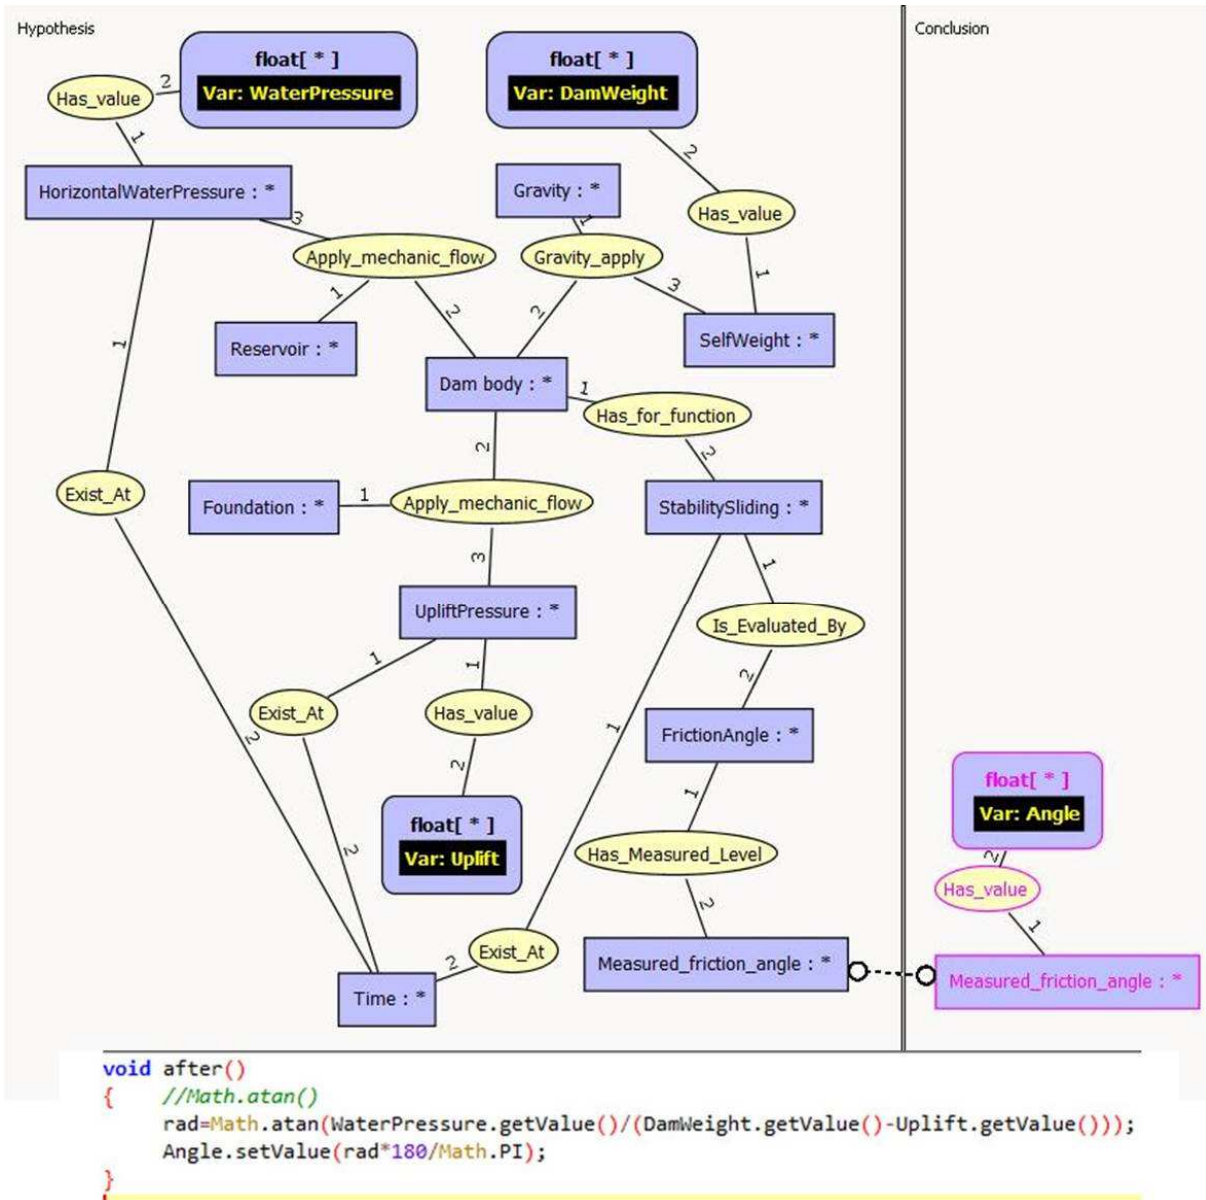 Hypothesis
Conclusion
float[ * ]
Var: WaterPressure
float[ * ]
Var: DamWeight
Has_value
2
1
2
HorizontalWaterPressure : *
Gravity : *
Has_value
3
1
Apply_mechanic_flow
Gravity_apply
1
2
2
3
1
1
Reservoir : *
SelfWeight : *
Dam body : *
1
Has_for_function
2
2
Exist_At
Foundation : *
1
Apply_mechanic_flow
StabilitySliding : *
3
1
UpliftPressure : *
Is_Evaluated_By
1
1
2
Exist_At
Has_value
1
FrictionAngle : *
2
2
2
1
float[ * ]
Var: Uplift
float[ * ]
Var: Angle
Has_Measured_Level
2
2
Has_value
1
Exist_At
2
Measured_friction_angle : *
Measured_friction_angle : *
Time : *
void after()
{ //Math.atan()
rad=Math.atan(WaterPressure.getValue()/(DamWeight.getValue()-Uplift.getValue()));
Angle.setValue(rad*180/Math.PI);
}